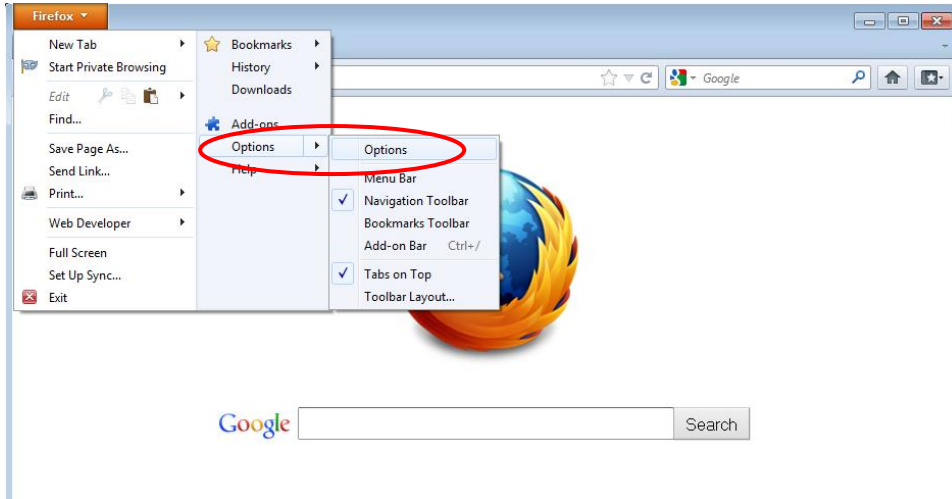 Firefox
New Tab
Start Private Browsing
Edit
Find...
Save Page As...
Send Link...
Print...
Web Developer
Full Screen
Set Up Sync...
Exit
Bookmarks
History
Downloads
Add-ons
Options
Help
Options
Menu Bar
Navigation Toolbar
Bookmarks Toolbar
Add-on Bar Ctrl+/
Tabs on Top
Toolbar Layout...
Google
Google
Search